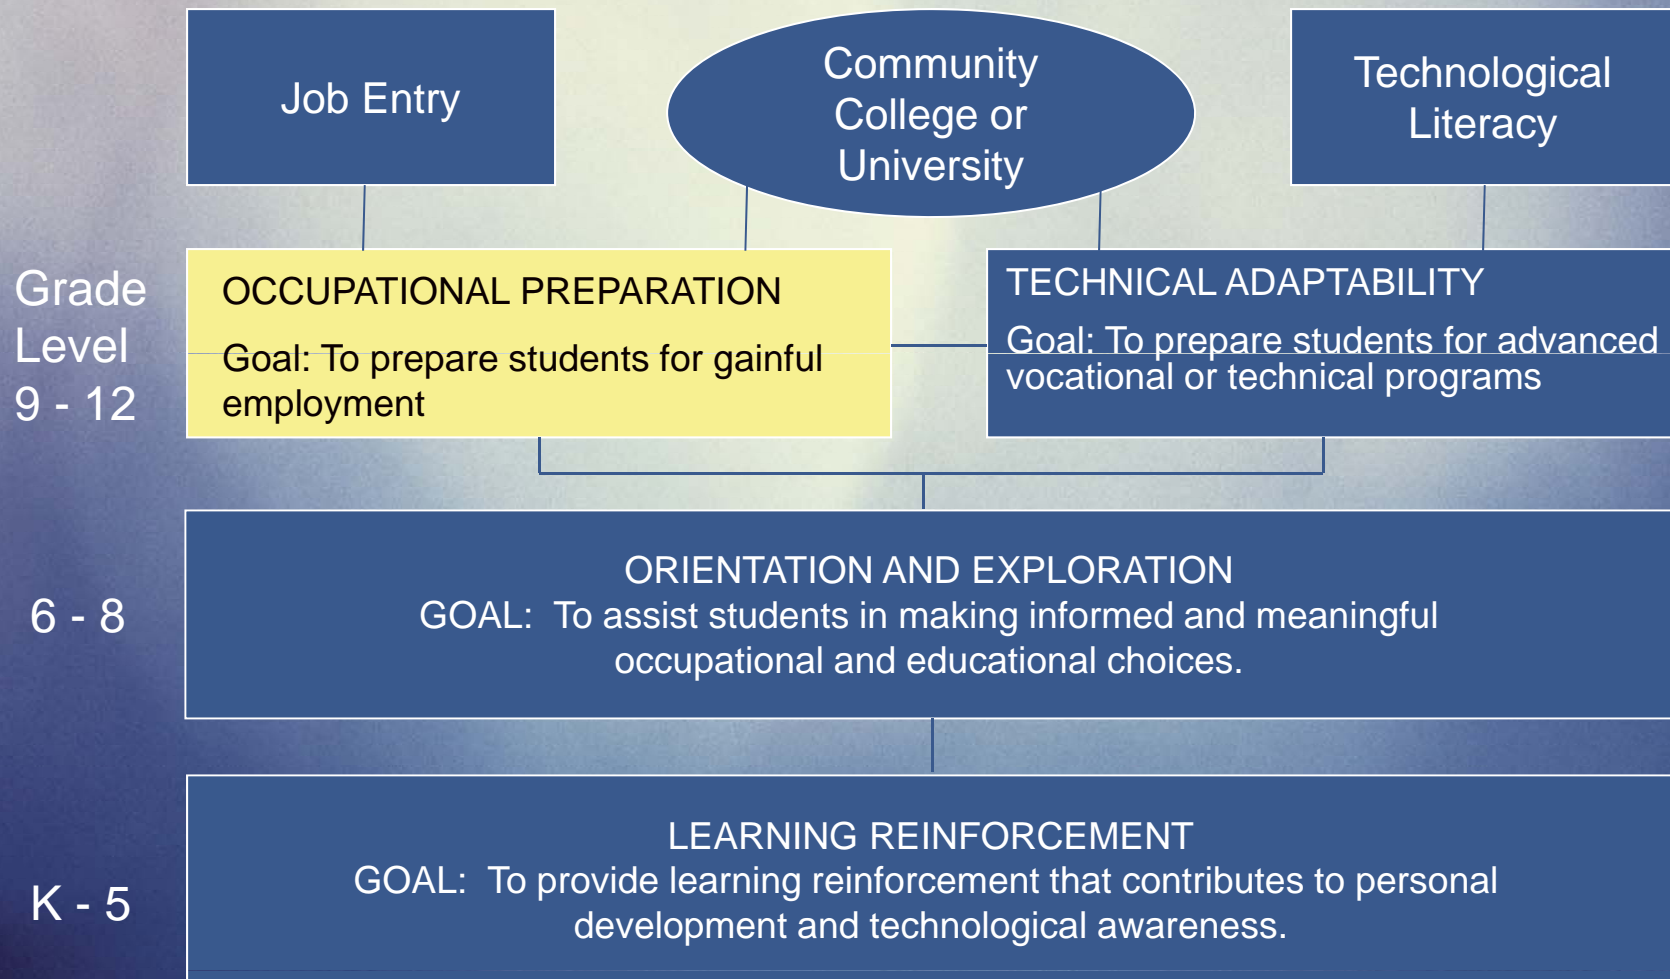 Job Entry
Community
College or
University
Technological
Literacy
Grade
Level
9 - 12
OCCUPATIONAL PREPARATION
Goal: To prepare students for gainful
employment
TECHNICAL ADAPTABILITY
Goal: To prepare students for advanced
vocational or technical programs
6 - 8
ORIENTATION AND EXPLORATION
GOAL: To assist students in making informed and meaningful
occupational and educational choices.
K - 5
LEARNING REINFORCEMENT
GOAL: To provide learning reinforcement that contributes to personal
development and technological awareness.